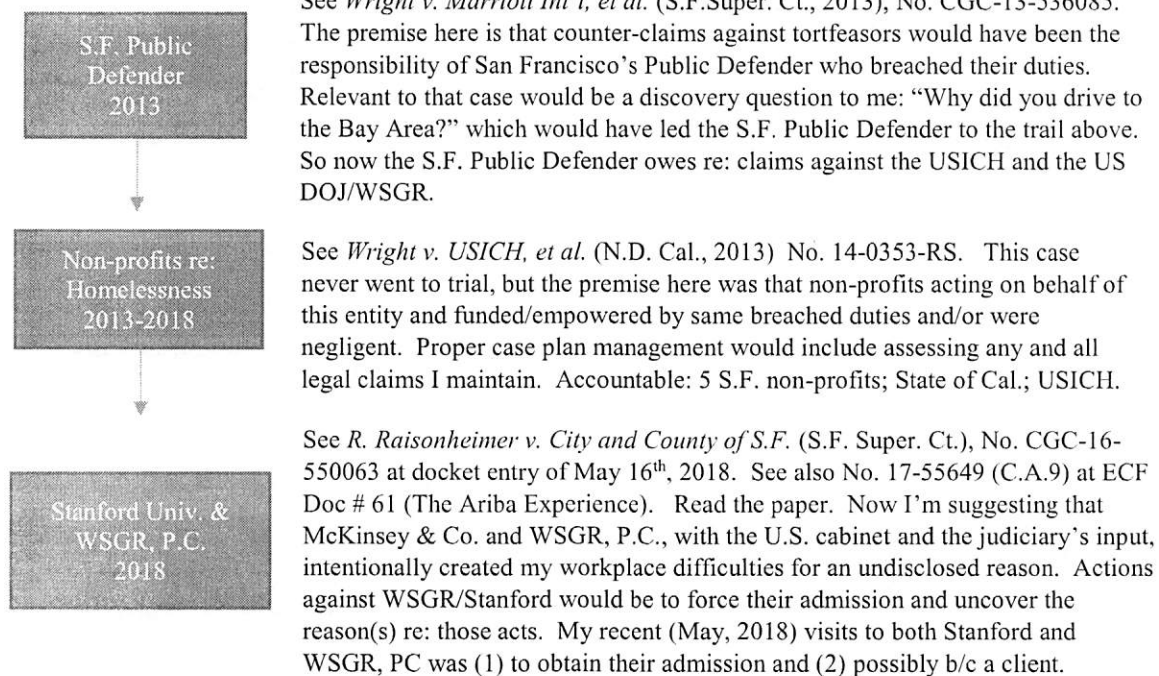 S.F. Public
Defender
2013
See Wright v. Marriott Int'l, et al. (S.F.Super. Ct., 2013), No. CGC-13-536085.
The premise here is that counter-claims against tortfeasors would have been the
responsibility of San Francisco's Public Defender who breached their duties.
Relevant to that case would be a discovery question to me: “Why did you drive to
the Bay Area?” which would have led the S.F. Public Defender to the trail above.
So now the S.F. Public Defender owes re: claims against the USICH and the US
DOJ/WSGR.
Non-profits re:
Homelessness
2013-2018
See Wright v. USICH, et al. (N.D. Cal., 2013) No. 14-0353-RS. This case
never went to trial, but the premise here was that non-profits acting on behalf of
this entity and funded/empowered by same breached duties and/or were
negligent. Proper case plan management would include assessing any and all
legal claims I maintain. Accountable: 5 S.F. non-profits; State of Cal.; USICH.
Stanford Univ. &
WSGR, P.C.
2018
See R. Raisonheimer v. City and County of S.F. (S.F. Super. Ct.), No. CGC-16-
550063 at docket entry of May 16th, 2018. See also No. 17-55649 (C.A.9) at ECF
Doc # 61 (The Ariba Experience). Read the paper. Now I'm suggesting that
McKinsey & Co. and WSGR, P.C., with the U.S. cabinet and the judiciary's input,
intentionally created my workplace difficulties for an undisclosed reason. Actions
against WSGR/Stanford would be to force their admission and uncover the
reason(s) re: those acts. My recent (May, 2018) visits to both Stanford and
WSGR, PC was (1) to obtain their admission and (2) possibly b/c a client.